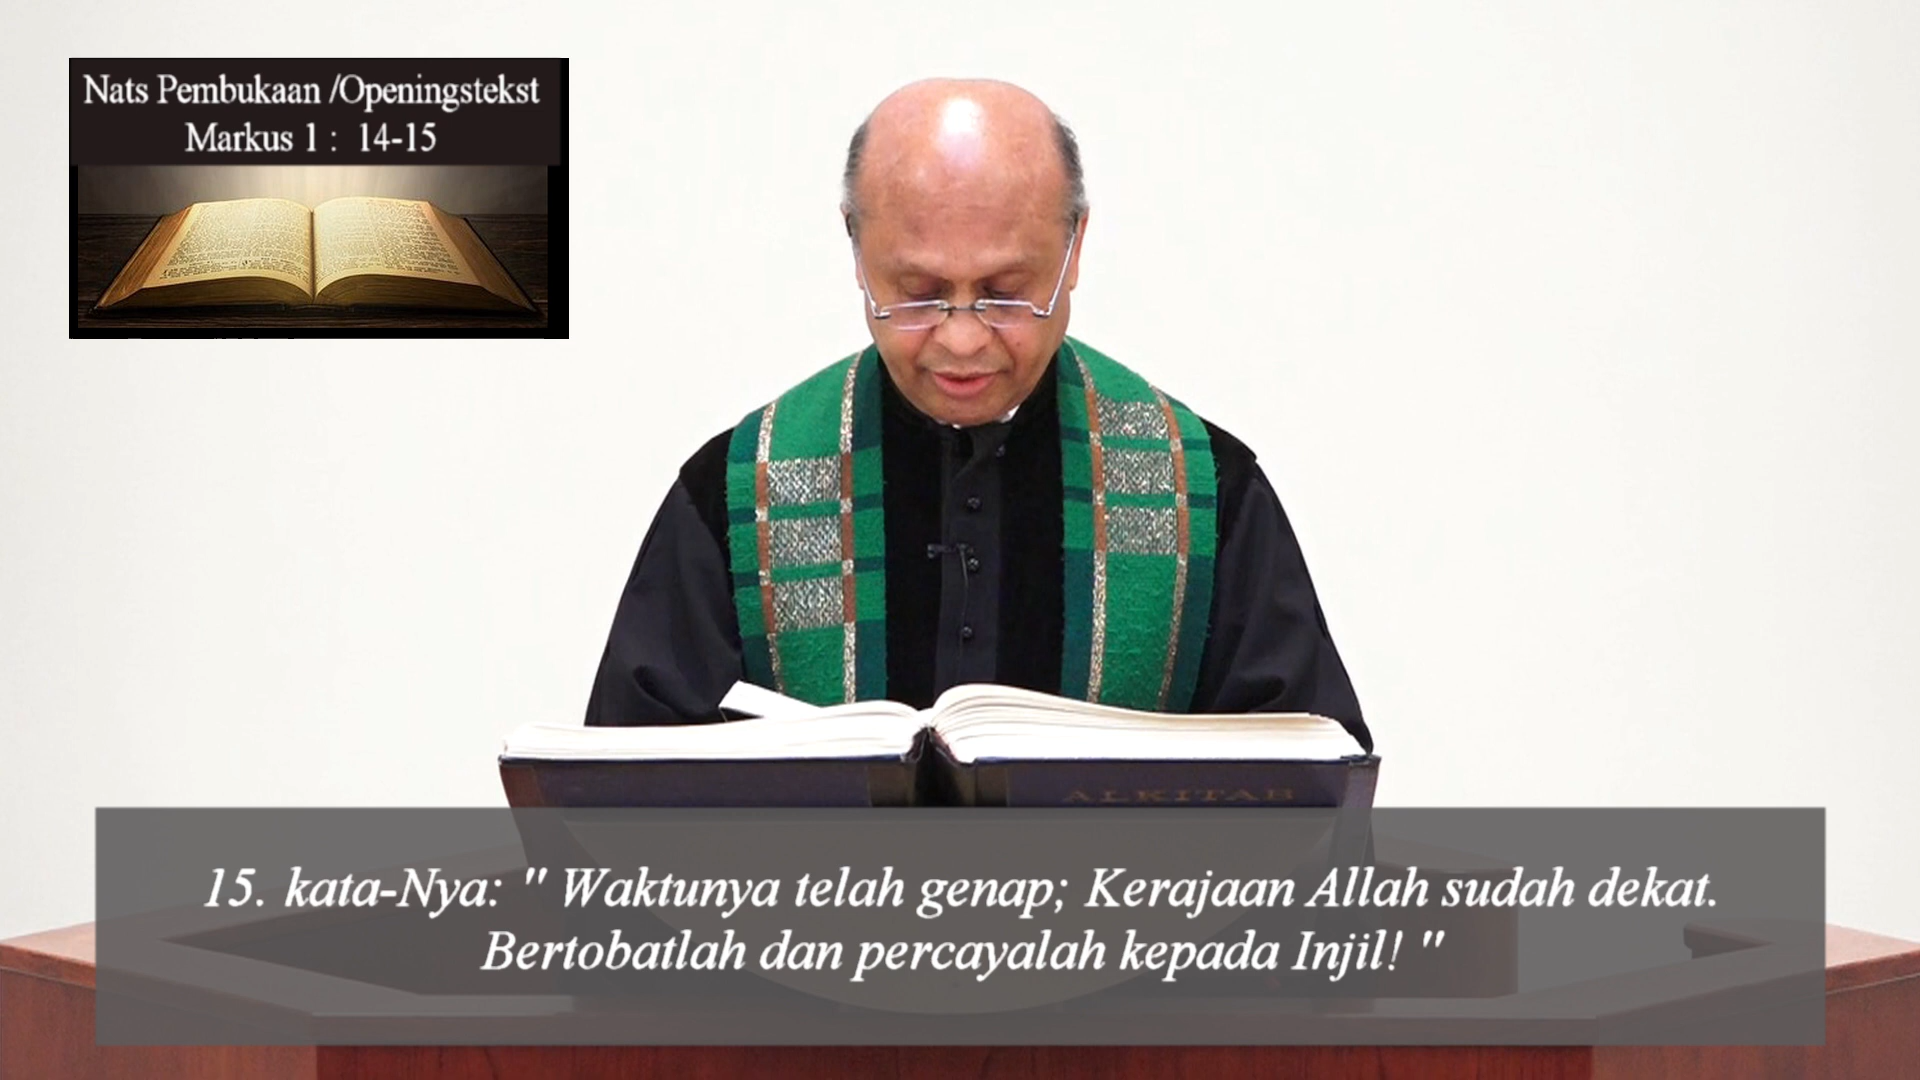 Nats Pembukaan /Openingstekst
Markus 1 : 14-15
ALKITAB
15. kata-Nya: " Waktunya telah genap; Kerajaan Allah sudah dekat.
Bertobatlah dan percayalah kepada Injil! "